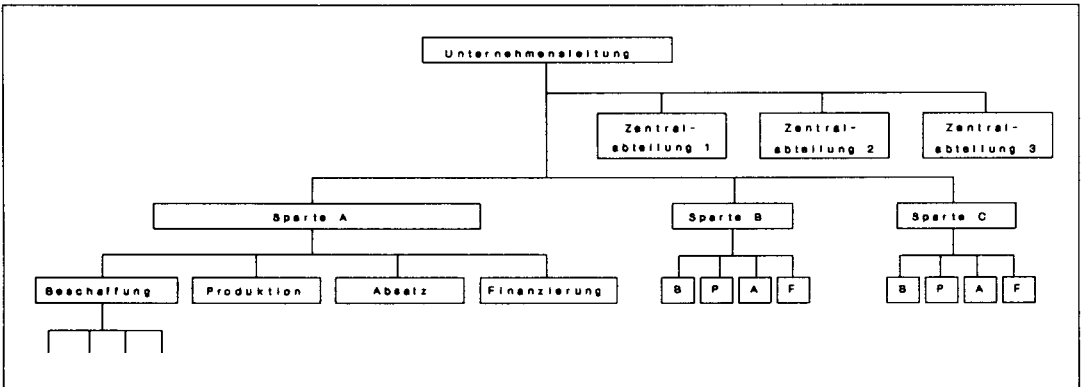 Unternehmensleitung
Zentral-
abteilung 1
Zentral-
abteilung 2
Zentral-
abteilung 3
Sparte A
Sparte B
Sparte C
Beschaffung
Produktion
Absatz
Finanzierung
B
P
A
F
B
P
A
F